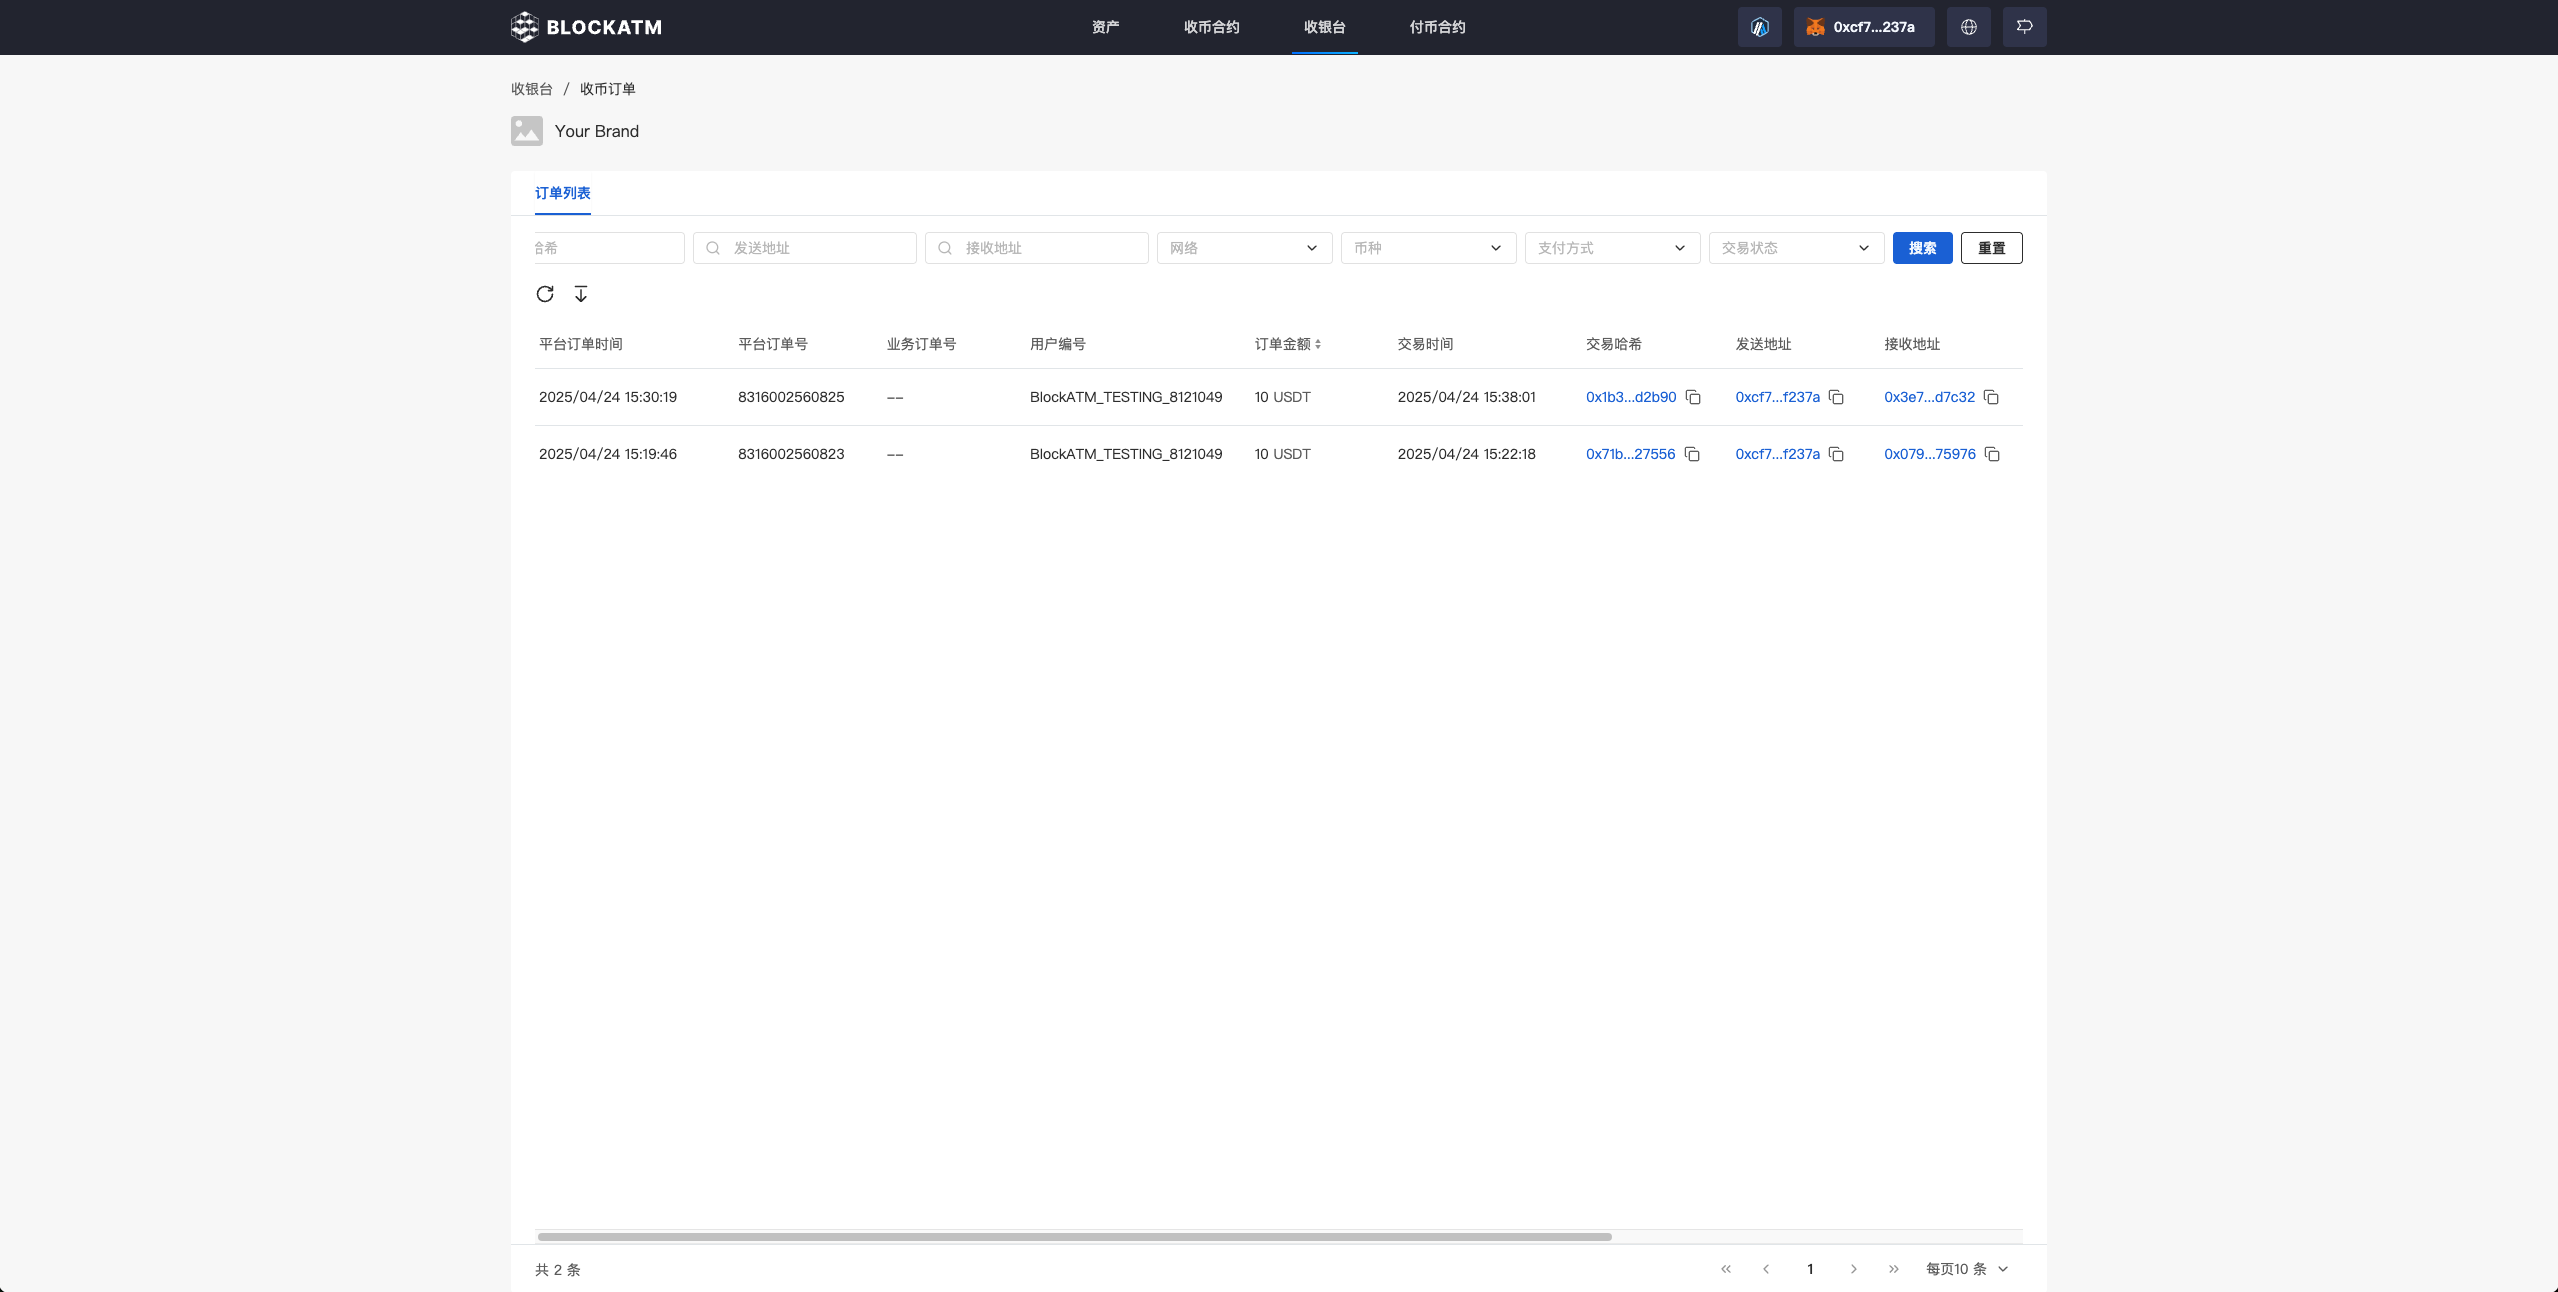 BLOCKATM 资产 收币合约 收银台 付币合约 0xcf7...237a
收银台 / 收币订单
Your Brand
订单列表
哈希 发送地址 接收地址 网络 币种 支付方式 交易状态 搜索 重置
平台订单时间 平台订单号 业务订单号 用户编号 订单金额 交易时间 交易哈希 发送地址 接收地址
2025/04/24 15:30:19 8316002560825 -- BlockATM_TESTING_8121049 10 USDT 2025/04/24 15:38:01 0x1b3...d2b90 0xcf7...f237a 0x3e7...d7c32
2025/04/24 15:19:46 8316002560823 -- BlockATM_TESTING_8121049 10 USDT 2025/04/24 15:22:18 0x71b...27556 0xcf7...f237a 0x079...75976
共 2 条 1 每页10 条